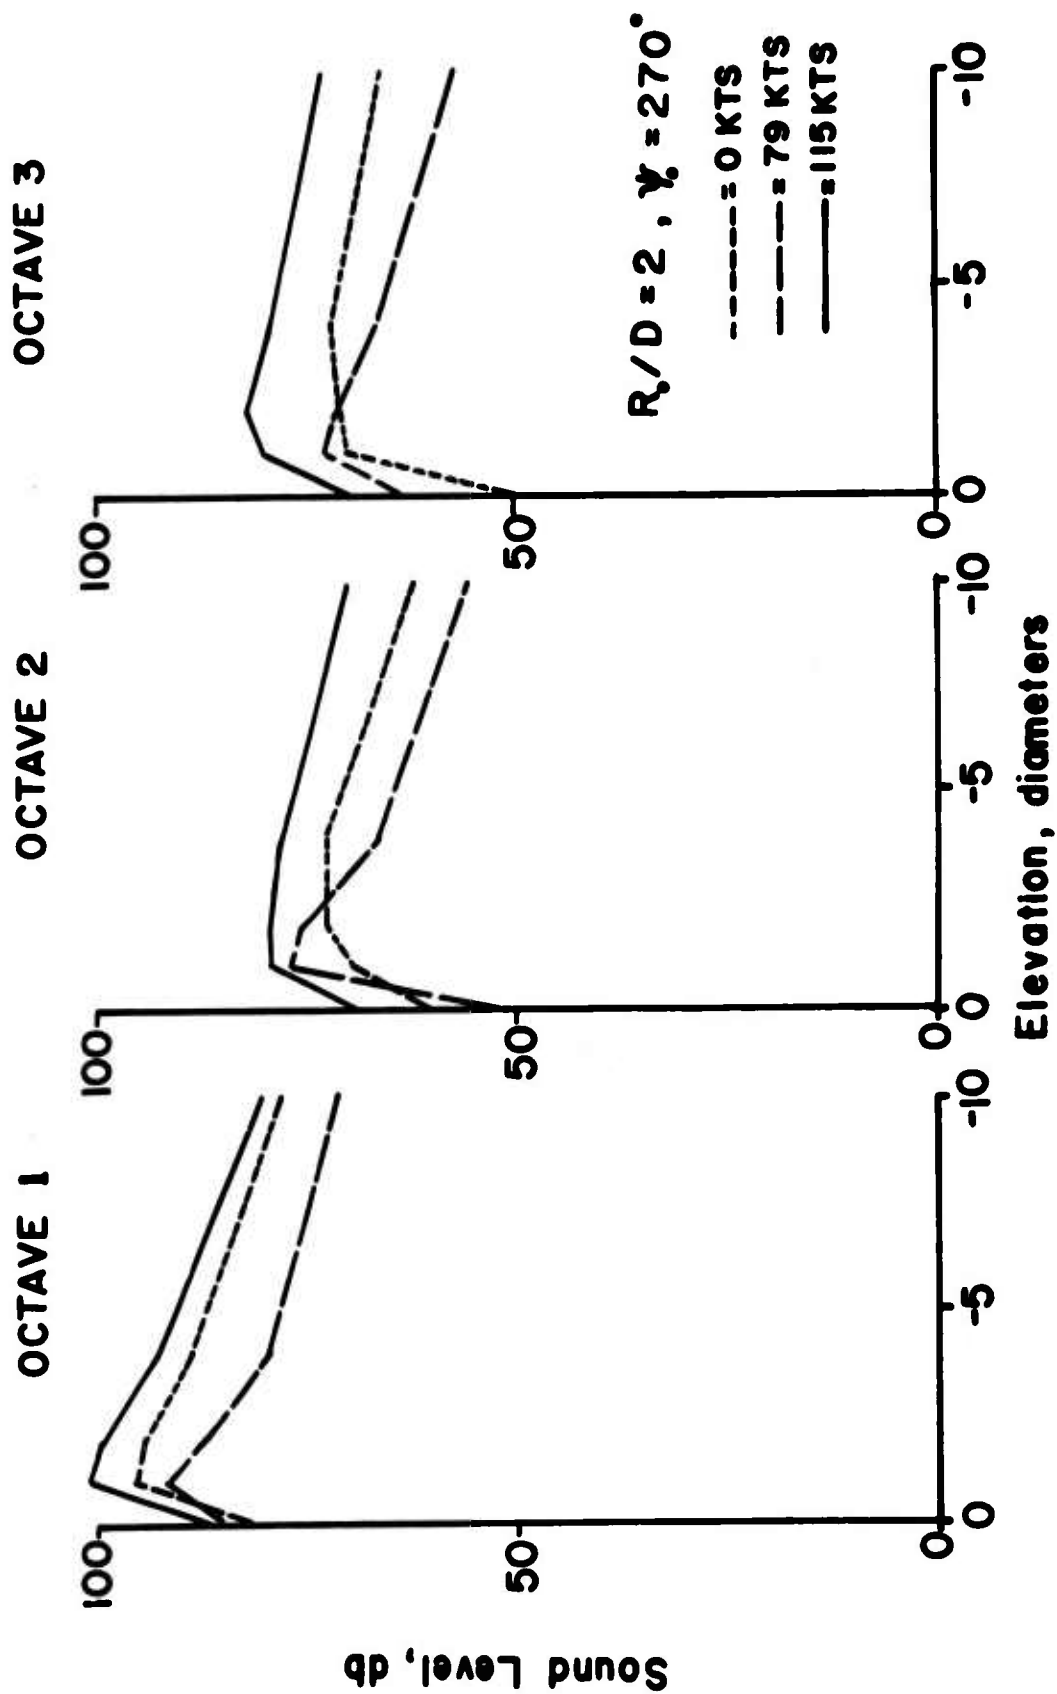 OCTAVE 1
OCTAVE 2
OCTAVE 3
Sound Level, db
100
50
0
0
-5
-10
100
50
0
0
-5
-10
100
50
0
0
-5
-10
R₀/D = 2 , Ψ₀ = 270°
= 0 KTS
= 79 KTS
= 115 KTS
Elevation, diameters